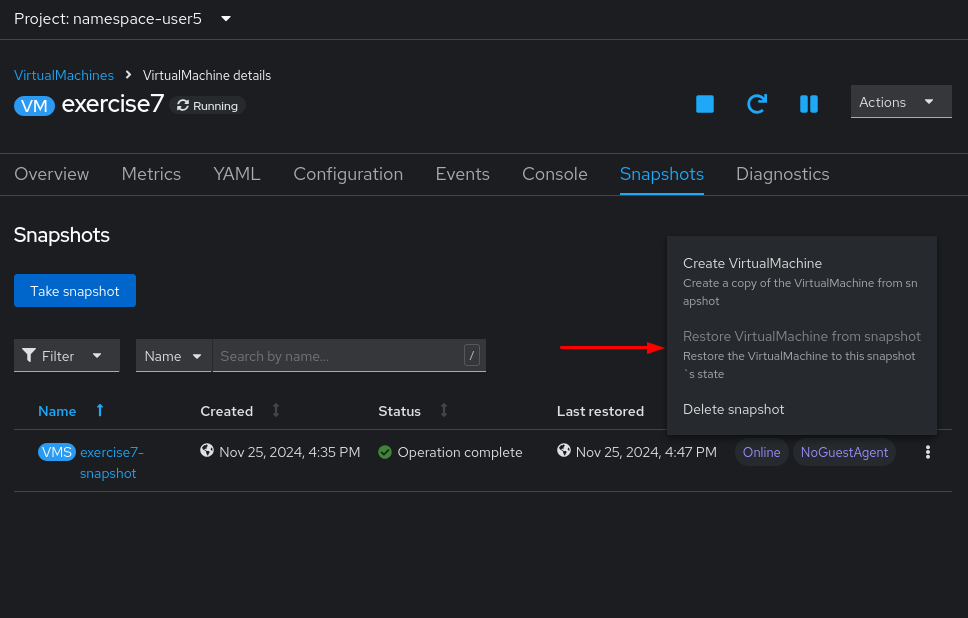 Project: namespace-user5
VirtualMachines > VirtualMachine details
VM exercise7 Running
Actions
Overview Metrics YAML Configuration Events Console Snapshots Diagnostics
Snapshots
Take snapshot
Filter Name Search by name... /
Create VirtualMachine
Create a copy of the VirtualMachine from sn
apshot
Restore VirtualMachine from snapshot
Restore the VirtualMachine to this snapshot
`s state
Delete snapshot
Name Created Status Last restored
VMS exercise7- Nov 25, 2024, 4:35 PM Operation complete Nov 25, 2024, 4:47 PM Online NoGuestAgent
snapshot